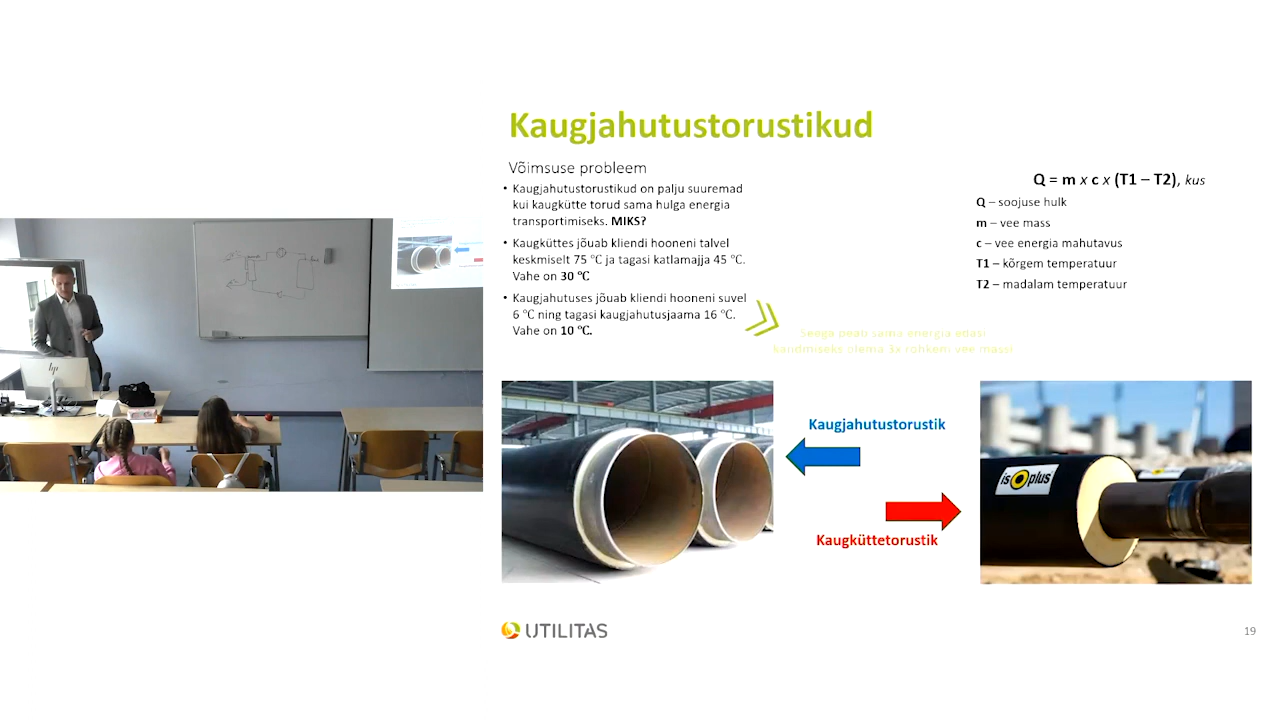 Kaugjahutustorustikud
Võimsuse probleem
• Kaugjahutustorustikud on palju suuremad
kui kaugkütte torud sama hulga energia
transportimiseks. MIKS?
• Kaugküttes jõuab kliendi hooneni talvel
keskmiselt 75 °C ja tagasi katlamajja 45 °C.
Vahe on 30 °C
• Kaugjahutuses jõuab kliendi hooneni suvel
6 °C ning tagasi kaugjahutusjaama 16 °C.
Vahe on 10 °C.
Q = m x c x (T1 – T2), kus
Q – soojuse hulk
m – vee mass
c – vee energia mahutavus
T1 – kõrgem temperatuur
T2 – madalam temperatuur
Seega peab sama energia edasi
kandmiseks olema 3x rohkem vee massi
Kaugjahutustorustik
Kaugküttetorustik
isoplus
hp
UTILITAS
19